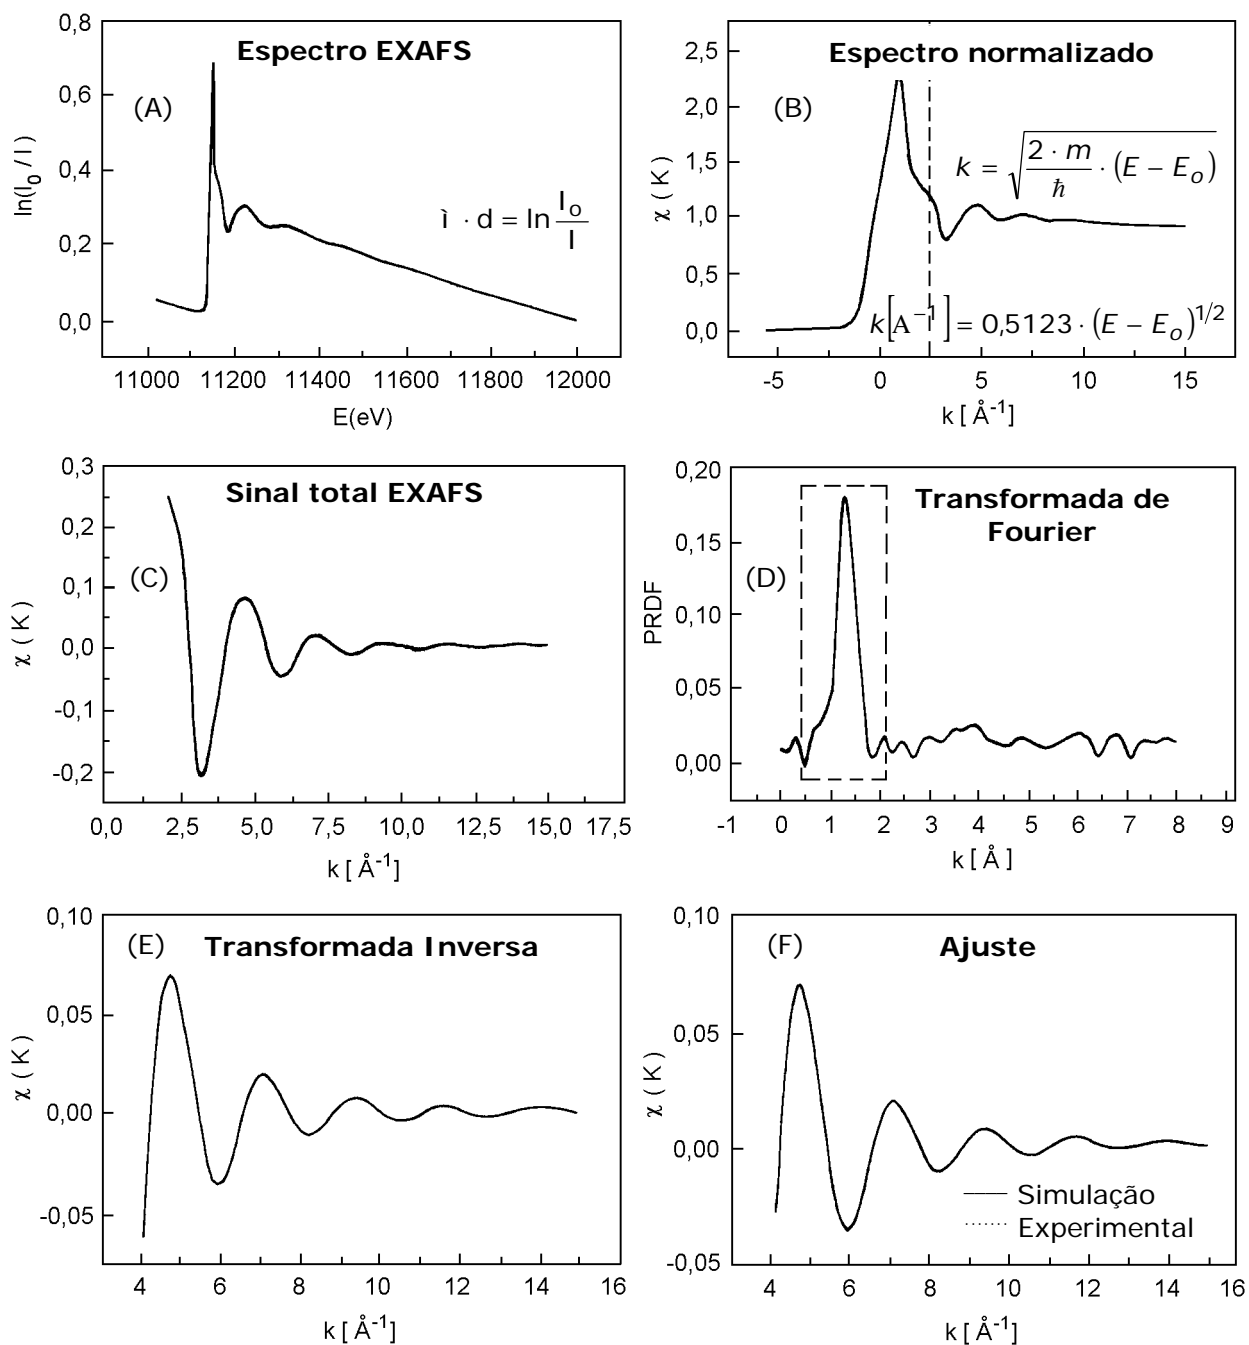 Espectro EXAFS
(A)
ln(I0 / I)
0,8
0,6
0,4
0,2
0,0
ì · d = ln Io / I
11000 11200 11400 11600 11800 12000
E(eV)
Espectro normalizado
(B)
χ ( K )
2,5
2,0
1,5
1,0
0,5
0,0
k = √(2 · m / ħ · (E − Eo))
k[A⁻¹] = 0,5123 · (E − Eo)^1/2
-5 0 5 10 15
k [ Å-1]
Sinal total EXAFS
(C)
χ ( K )
0,3
0,2
0,1
0,0
-0,1
-0,2
0,0 2,5 5,0 7,5 10,0 15,0 17,5
k [ Å-1]
Transformada de
Fourier
(D)
PRDF
0,20
0,15
0,10
0,05
0,00
-1 0 1 2 3 4 5 6 7 8 9
k [ Å ]
(E) Transformada Inversa
χ ( K )
0,10
0,05
0,00
-0,05
4 6 8 10 12 14 16
k [ Å-1]
(F) Ajuste
χ ( K )
0,10
0,05
0,00
-0,05
Simulação
Experimental
4 6 8 10 12 14 16
k [ Å-1]